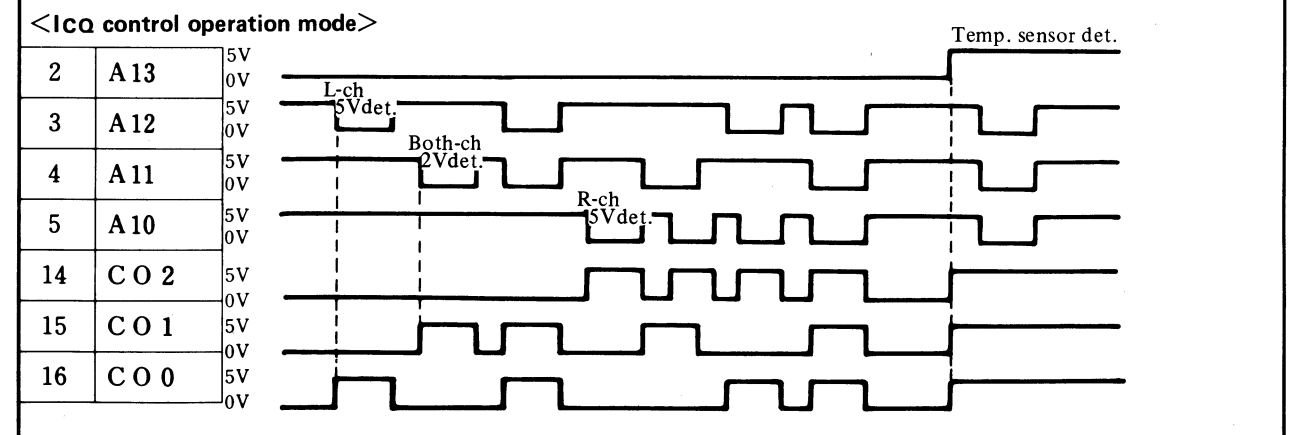 <ICQ control operation mode>
Temp. sensor det.
2 A13 5V
0V
L-ch
3 A12 5V 5Vdet.
0V
Both-ch
4 A11 5V 2Vdet.
0V
R-ch
5 A10 5V 5Vdet.
0V
14 CO2 5V
0V
15 CO1 5V
0V
16 CO0 5V
0V